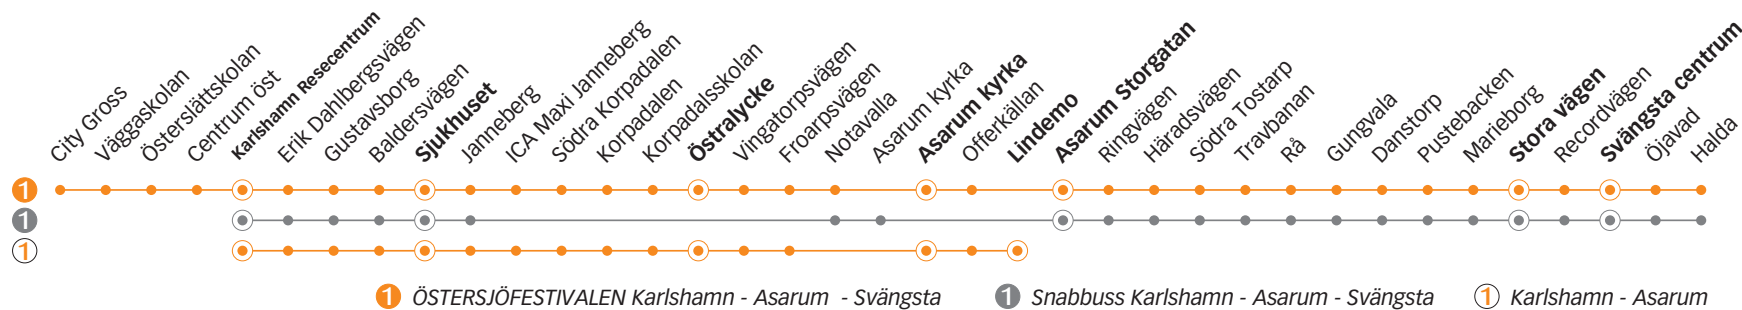 City Gross
Väggaskolan
Österslättskolan
Centrum öst
Karlshamn Resecentrum
Erik Dahlbergsvägen
Gustavsborg
Baldersvägen
Sjukhuset
Janneberg
ICA Maxi Janneberg
Södra Korpadalen
Korpadalen
Korpadalsskolan
Östralycke
Vingatorpsvägen
Froarpsvägen
Notavalla
Asarum Kyrka
Asarum kyrka
Offerkällan
Lindemo
Asarum Storgatan
Ringvägen
Häradsvägen
Södra Tostarp
Travbanan
Rå
Gungvala
Danstorp
Pustebacken
Marieborg
Stora vägen
Recordvägen
Svängsta centrum
Öjavad
Halda
1
1
1
1 ÖSTERSJÖFESTIVALEN Karlshamn - Asarum - Svängsta
1 Snabbuss Karlshamn - Asarum - Svängsta
1 Karlshamn - Asarum